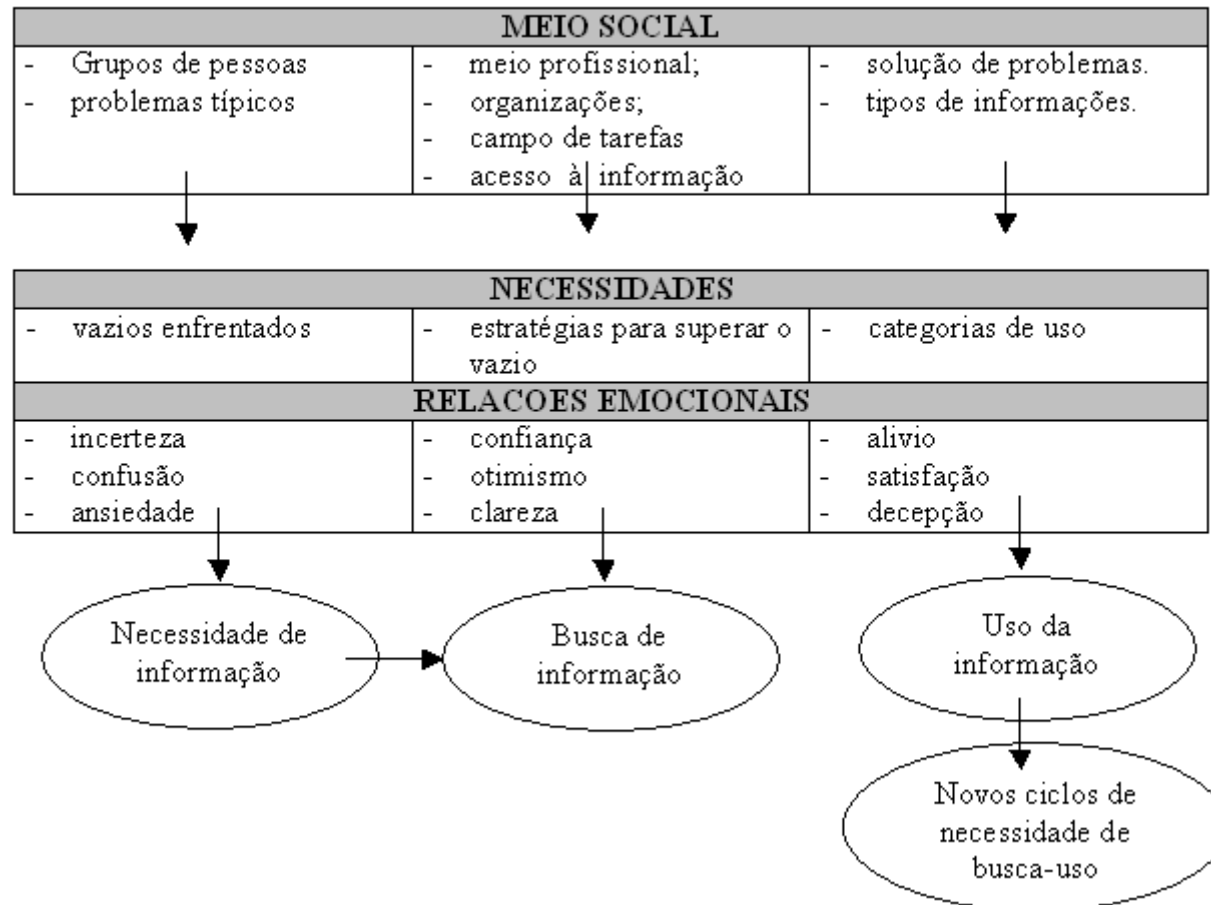 MEIO SOCIAL
- Grupos de pessoas
- problemas típicos
- meio profissional;
- organizações;
- campo de tarefas
- acesso à informação
- solução de problemas.
- tipos de informações.
NECESSIDADES
- vazios enfrentados
- estratégias para superar o
vazio
- categorias de uso
RELACOES EMOCIONAIS
- incerteza
- confusão
- ansiedade
- confiança
- otimismo
- clareza
- alivio
- satisfação
- decepção
Necessidade de
informação
Busca de
informação
Uso da
informação
Novos ciclos de
necessidade de
busca-uso